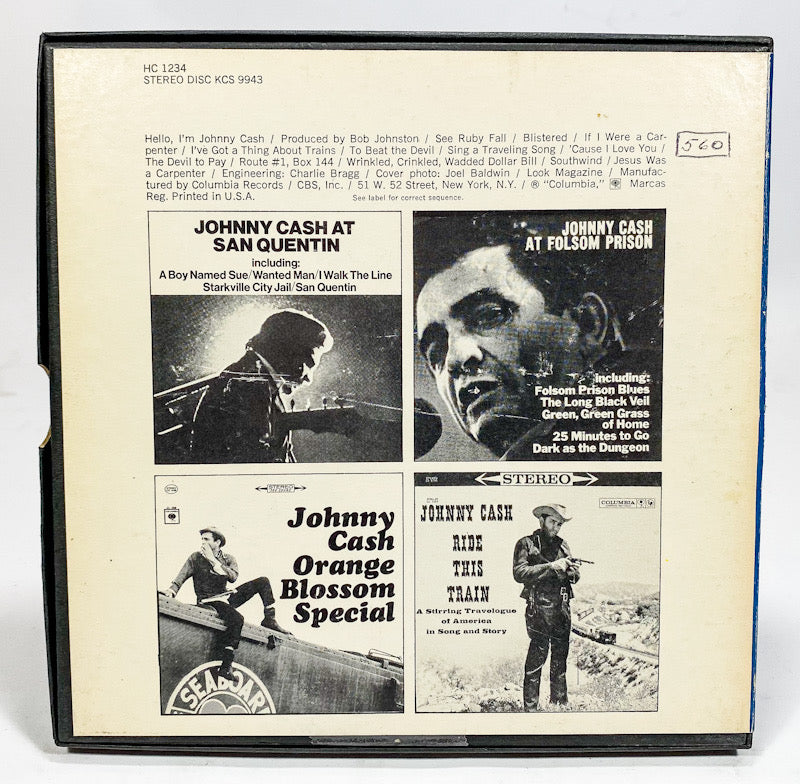 HC 1234
STEREO DISC KCS 9943
Hello, I'm Johnny Cash / Produced by Bob Johnston / See Ruby Fall / Blistered / If I Were a Car-
penter / I've Got a Thing About Trains / To Beat the Devil / Sing a Traveling Song / 'Cause I Love You /
The Devil to Pay / Route #1, Box 144 / Wrinkled, Crinkled, Wadded Dollar Bill / Southwind / Jesus Was
a Carpenter / Engineering: Charlie Bragg / Cover photo: Joel Baldwin / Look Magazine / Manufac-
tured by Columbia Records / CBS, Inc. / 51 W. 52 Street, New York, N.Y. / ® "Columbia," Marcas
Reg. Printed in U.S.A.
See label for correct sequence.
560
JOHNNY CASH AT
SAN QUENTIN
including:
A Boy Named Sue/Wanted Man/I Walk The Line
Starkville City Jail/San Quentin
JOHNNY CASH
AT FOLSOM PRISON
including:
Folsom Prison Blues
The Long Black Veil
Green, Green Grass
of Home
25 Minutes to Go
Dark as the Dungeon
STEREO
Johnny
Cash
Orange
Blossom
Special
SEABOARD
STEREO
COLUMBIA
JOHNNY CASH
RIDE
THIS
TRAIN
A Stirring Travelogue
of America
in Song and Story